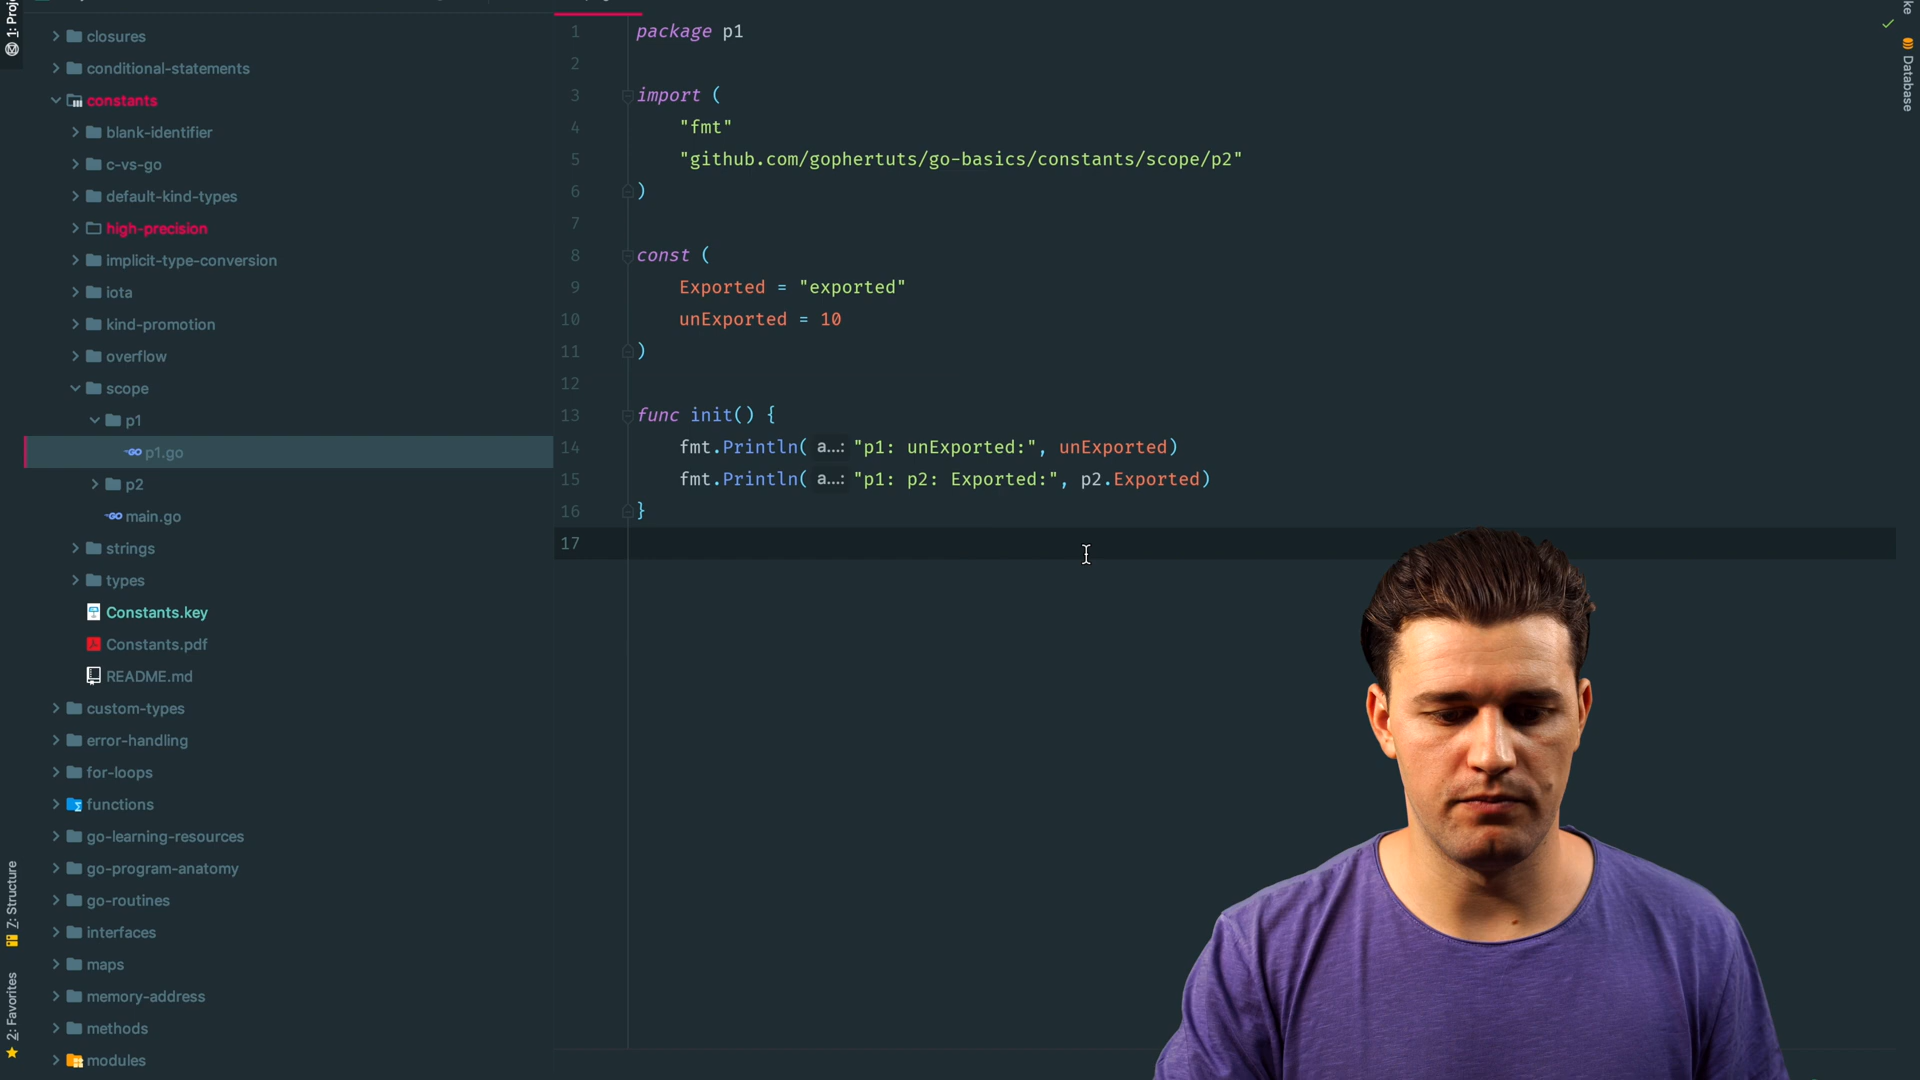 1: Proj
closures
conditional-statements
constants
blank-identifier
c-vs-go
default-kind-types
high-precision
implicit-type-conversion
iota
kind-promotion
overflow
scope
p1
p1.go
p2
main.go
strings
types
Constants.key
Constants.pdf
README.md
custom-types
error-handling
for-loops
functions
go-learning-resources
go-program-anatomy
go-routines
interfaces
maps
memory-address
methods
modules
Z: Structure
2: Favorites
1 package p1
2
3 import (
4 "fmt"
5 "github.com/gophertuts/go-basics/constants/scope/p2"
6 )
7
8 const (
9 Exported = "exported"
10 unExported = 10
11 )
12
13 func init() {
14 fmt.Println( a...: "p1: unExported:", unExported)
15 fmt.Println( a...: "p1: p2: Exported:", p2.Exported)
16 }
17
ke
Database